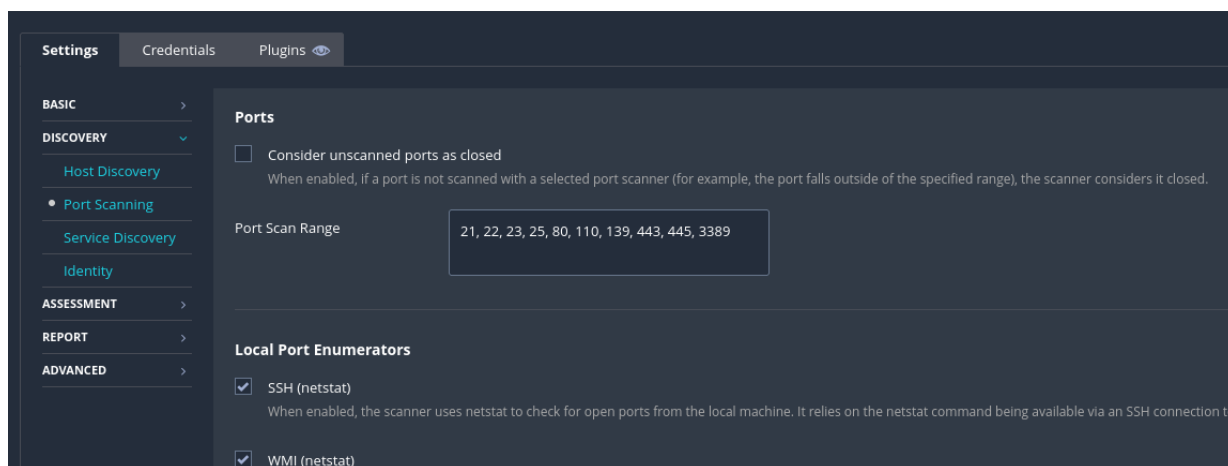 Settings
Credentials
Plugins
BASIC
DISCOVERY
Host Discovery
Port Scanning
Service Discovery
Identity
ASSESSMENT
REPORT
ADVANCED
Ports
Consider unscanned ports as closed
When enabled, if a port is not scanned with a selected port scanner (for example, the port falls outside of the specified range), the scanner considers it closed.
Port Scan Range
21, 22, 23, 25, 80, 110, 139, 443, 445, 3389
Local Port Enumerators
SSH (netstat)
When enabled, the scanner uses netstat to check for open ports from the local machine. It relies on the netstat command being available via an SSH connection t
WMI (netstat)